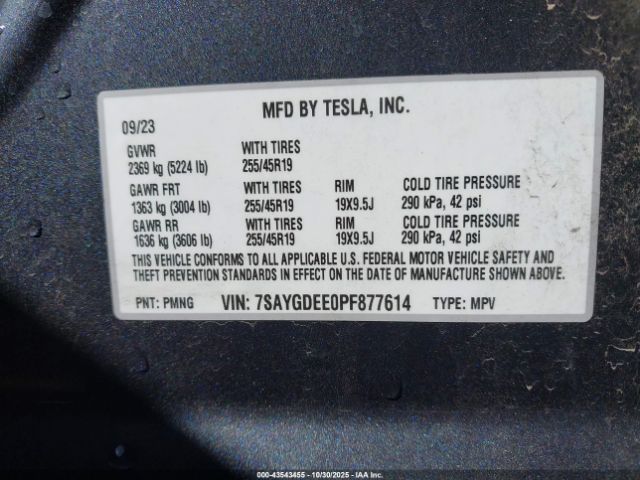 MFD BY TESLA, INC.
09/23
GVWR WITH TIRES
2369 kg (5224 lb) 255/45R19
GAWR FRT WITH TIRES RIM COLD TIRE PRESSURE
1363 kg (3004 lb) 255/45R19 19X9.5J 290 kPa, 42 psi
GAWR RR WITH TIRES RIM COLD TIRE PRESSURE
1636 kg (3606 lb) 255/45R19 19X9.5J 290 kPa, 42 psi
THIS VEHICLE CONFORMS TO ALL APPLICABLE U.S. FEDERAL MOTOR VEHICLE SAFETY AND
THEFT PREVENTION STANDARDS IN EFFECT ON THE DATE OF MANUFACTURE SHOWN ABOVE.
PNT: PMNG VIN: 7SAYGDEE0PF877614 TYPE: MPV
000-43543455 - 10/30/2025 - IAAI.COM